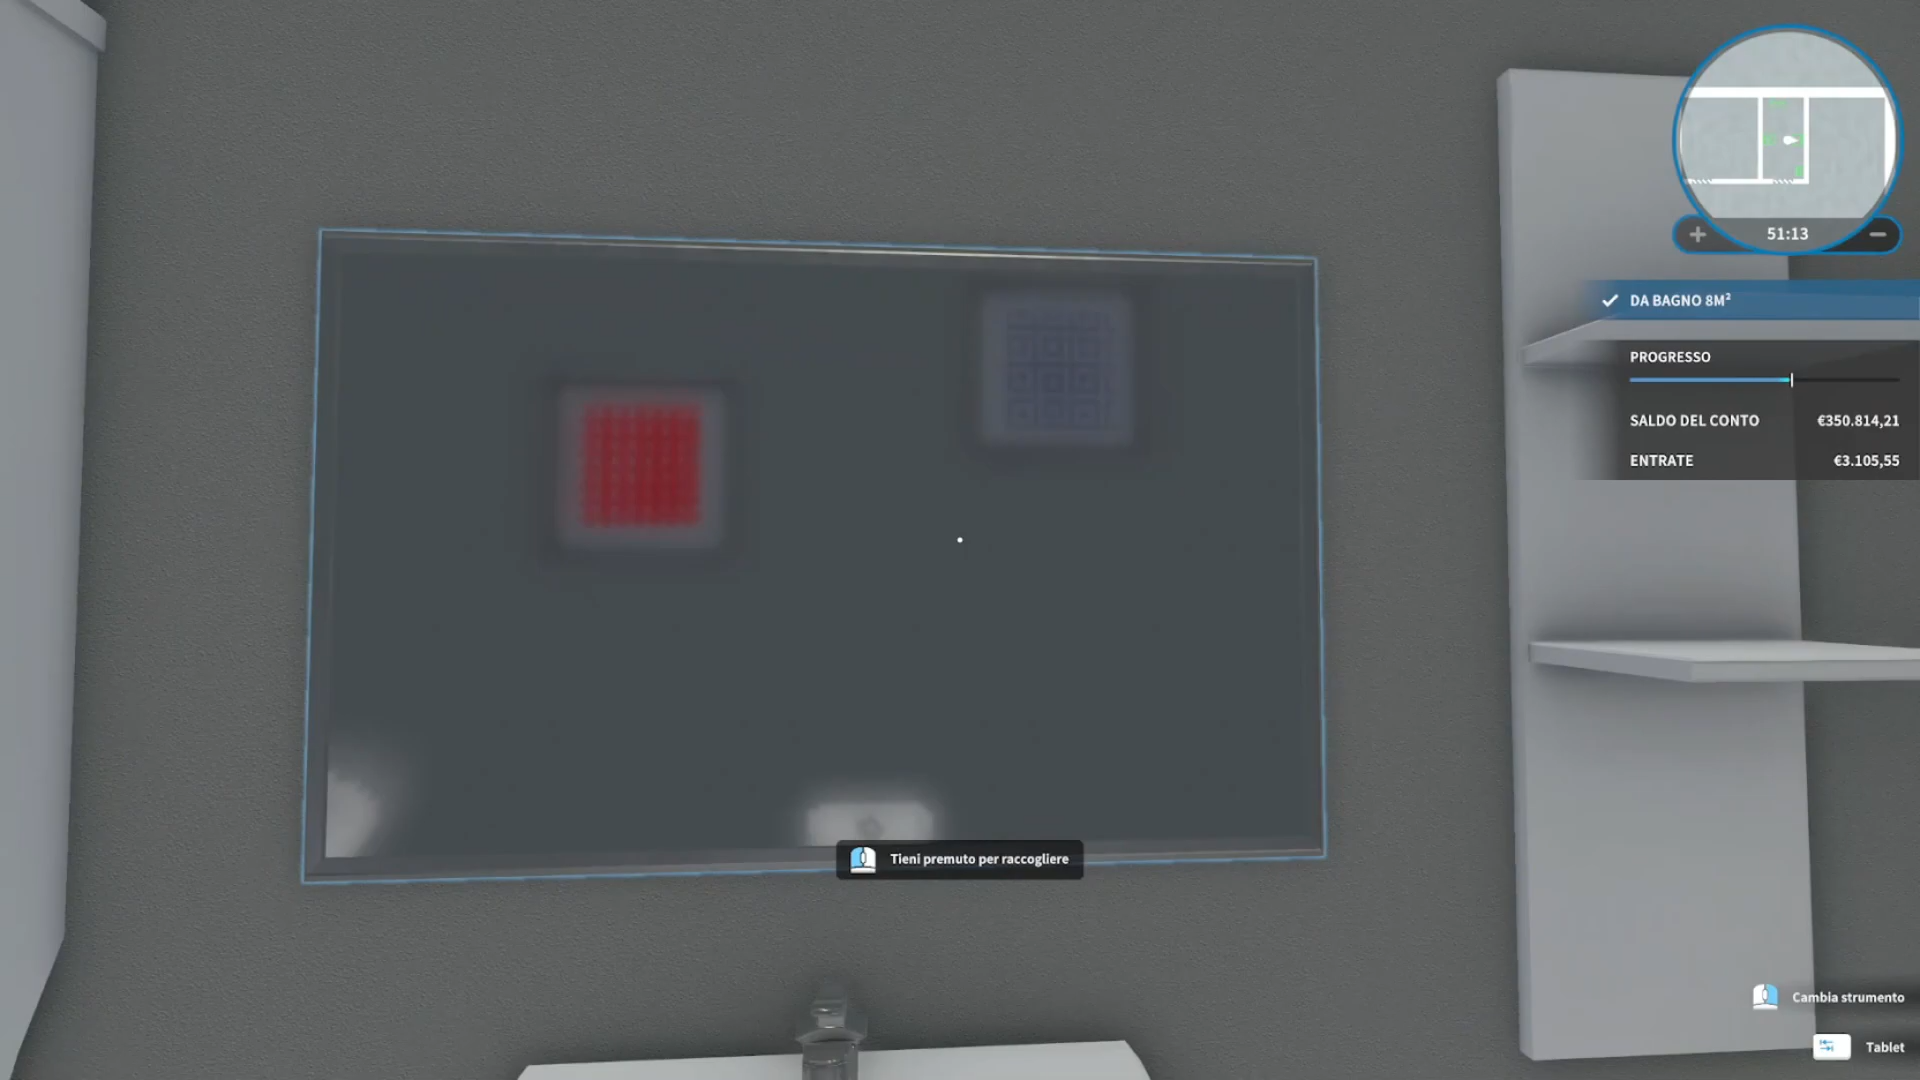 51:13
DA BAGNO 8M²
PROGRESSO
SALDO DEL CONTO €350.814,21
ENTRATE €3.105,55
Tieni premuto per raccogliere
Cambia strumento
Tablet